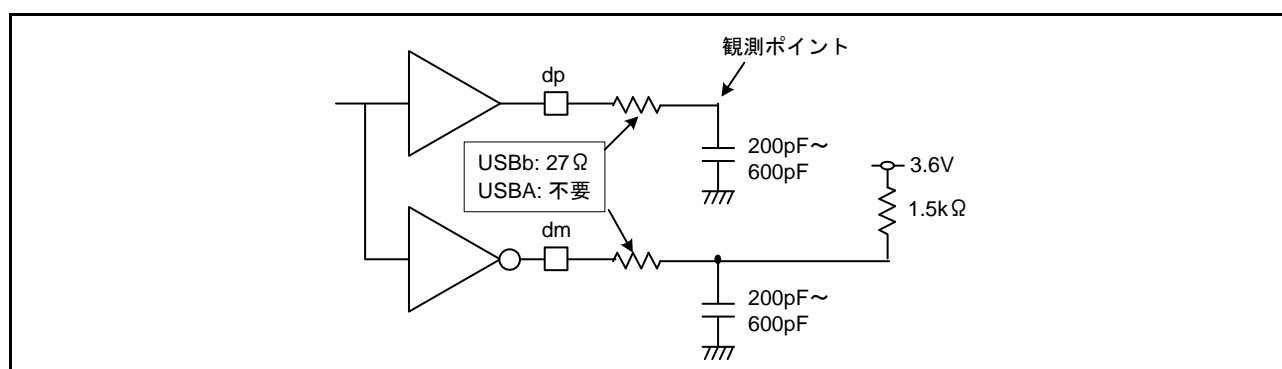 観測ポイント
dp
USBb: 27Ω
USBA: 不要
200pF～
600pF
3.6V
1.5kΩ
dm
200pF～
600pF